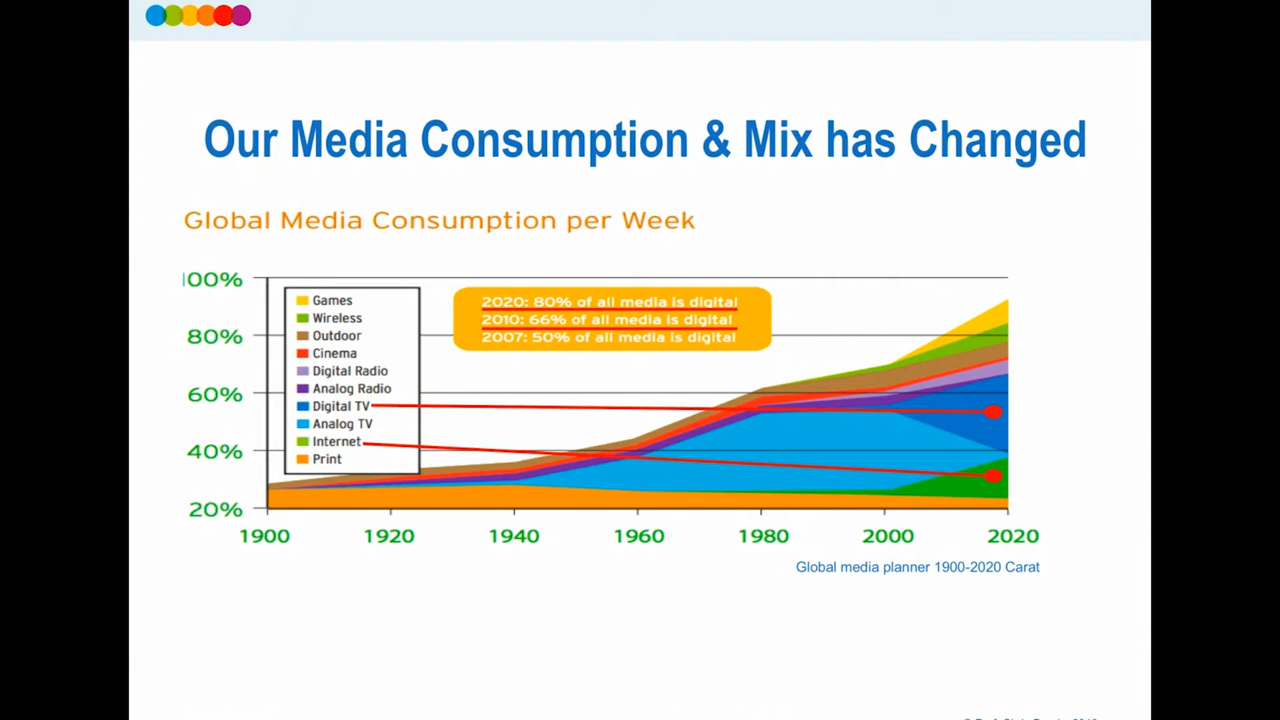 Our Media Consumption & Mix has Changed
Global Media Consumption per Week
100%
80%
60%
40%
20%
Games
Wireless
Outdoor
Cinema
Digital Radio
Analog Radio
Digital TV
Analog TV
Internet
Print
2020: 80% of all media is digital
2010: 66% of all media is digital
2007: 50% of all media is digital
1900 1920 1940 1960 1980 2000 2020
Global media planner 1900-2020 Carat